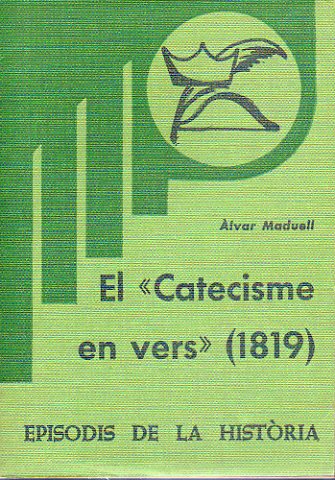 Àlvar Maduell
El «Catecisme
en vers» (1819)
EPISODIS DE LA HISTÒRIA